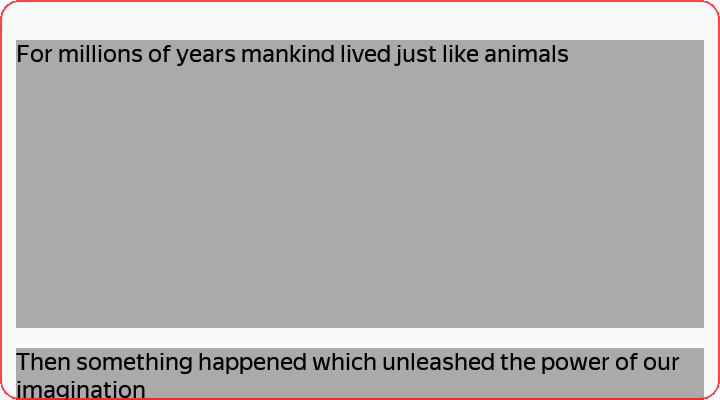 For millions of years mankind lived just like animals
Then something happened which unleashed the power of our
imagination